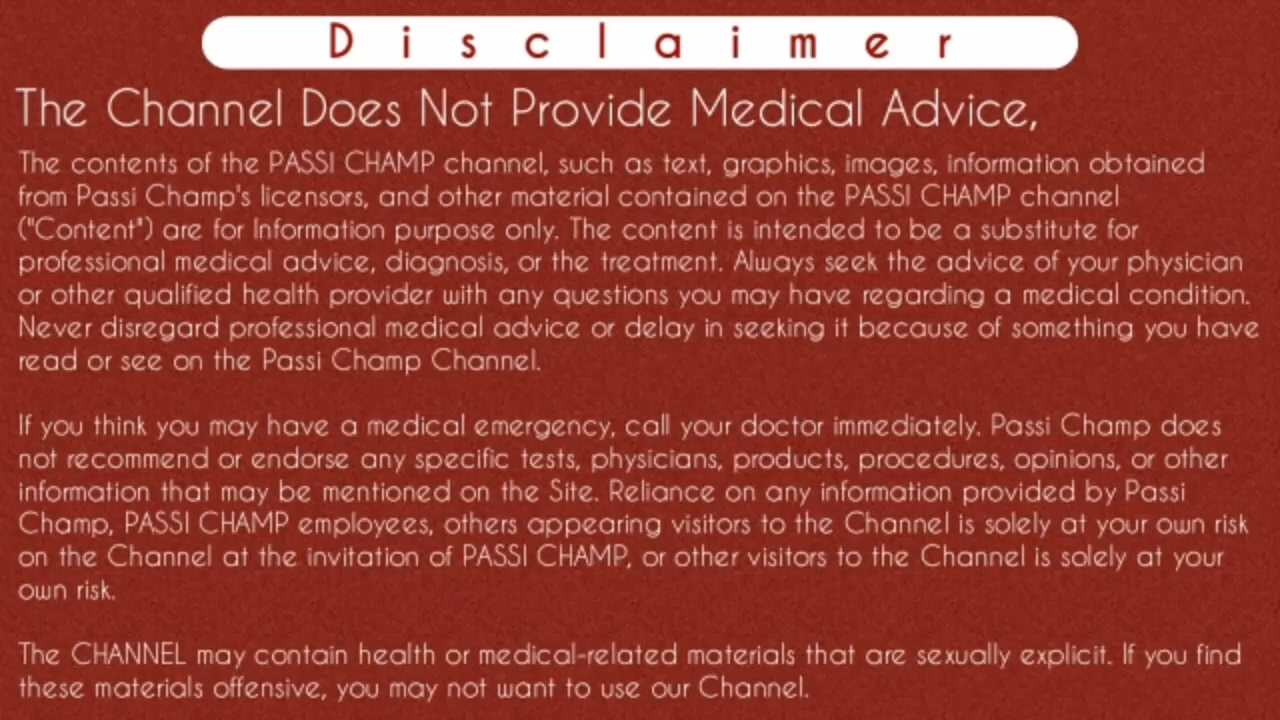 Disclaimer
The Channel Does Not Provide Medical Advice,
The contents of the PASSI CHAMP channel, such as text, graphics, images, information obtained
from Passi Champ's licensors, and other material contained on the PASSI CHAMP channel
("Content") are for Information purpose only. The content is intended to be a substitute for
professional medical advice, diagnosis, or the treatment. Always seek the advice of your physician
or other qualified health provider with any questions you may have regarding a medical condition.
Never disregard professional medical advice or delay in seeking it because of something you have
read or see on the Passi Champ Channel.
If you think you may have a medical emergency, call your doctor immediately. Passi Champ does
not recommend or endorse any specific tests, physicians, products, procedures, opinions, or other
information that may be mentioned on the Site. Reliance on any information provided by Passi
Champ, PASSI CHAMP employees, others appearing visitors to the Channel is solely at your own risk
on the Channel at the invitation of PASSI CHAMP, or other visitors to the Channel is solely at your
own risk.
The CHANNEL may contain health or medical-related materials that are sexually explicit. If you find
these materials offensive, you may not want to use our Channel.